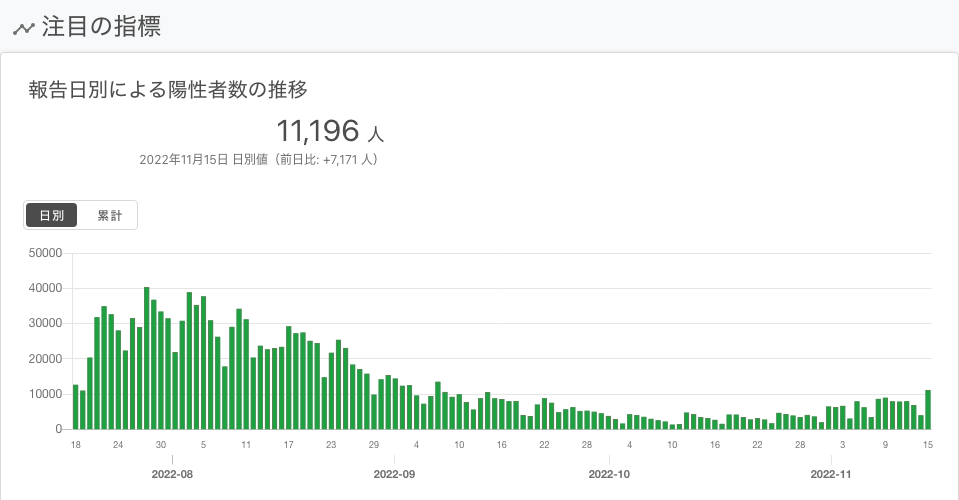 注目の指標
報告日別による陽性者数の推移
11,196 人
2022年11月15日 日別値（前日比: +7,171 人）
日別 累計
50000
40000
30000
20000
10000
0
18 24 30 5 11 17 23 29 4 10 16 22 28 4 10 16 22 28 3 9 15
2022-08 2022-09 2022-10 2022-11